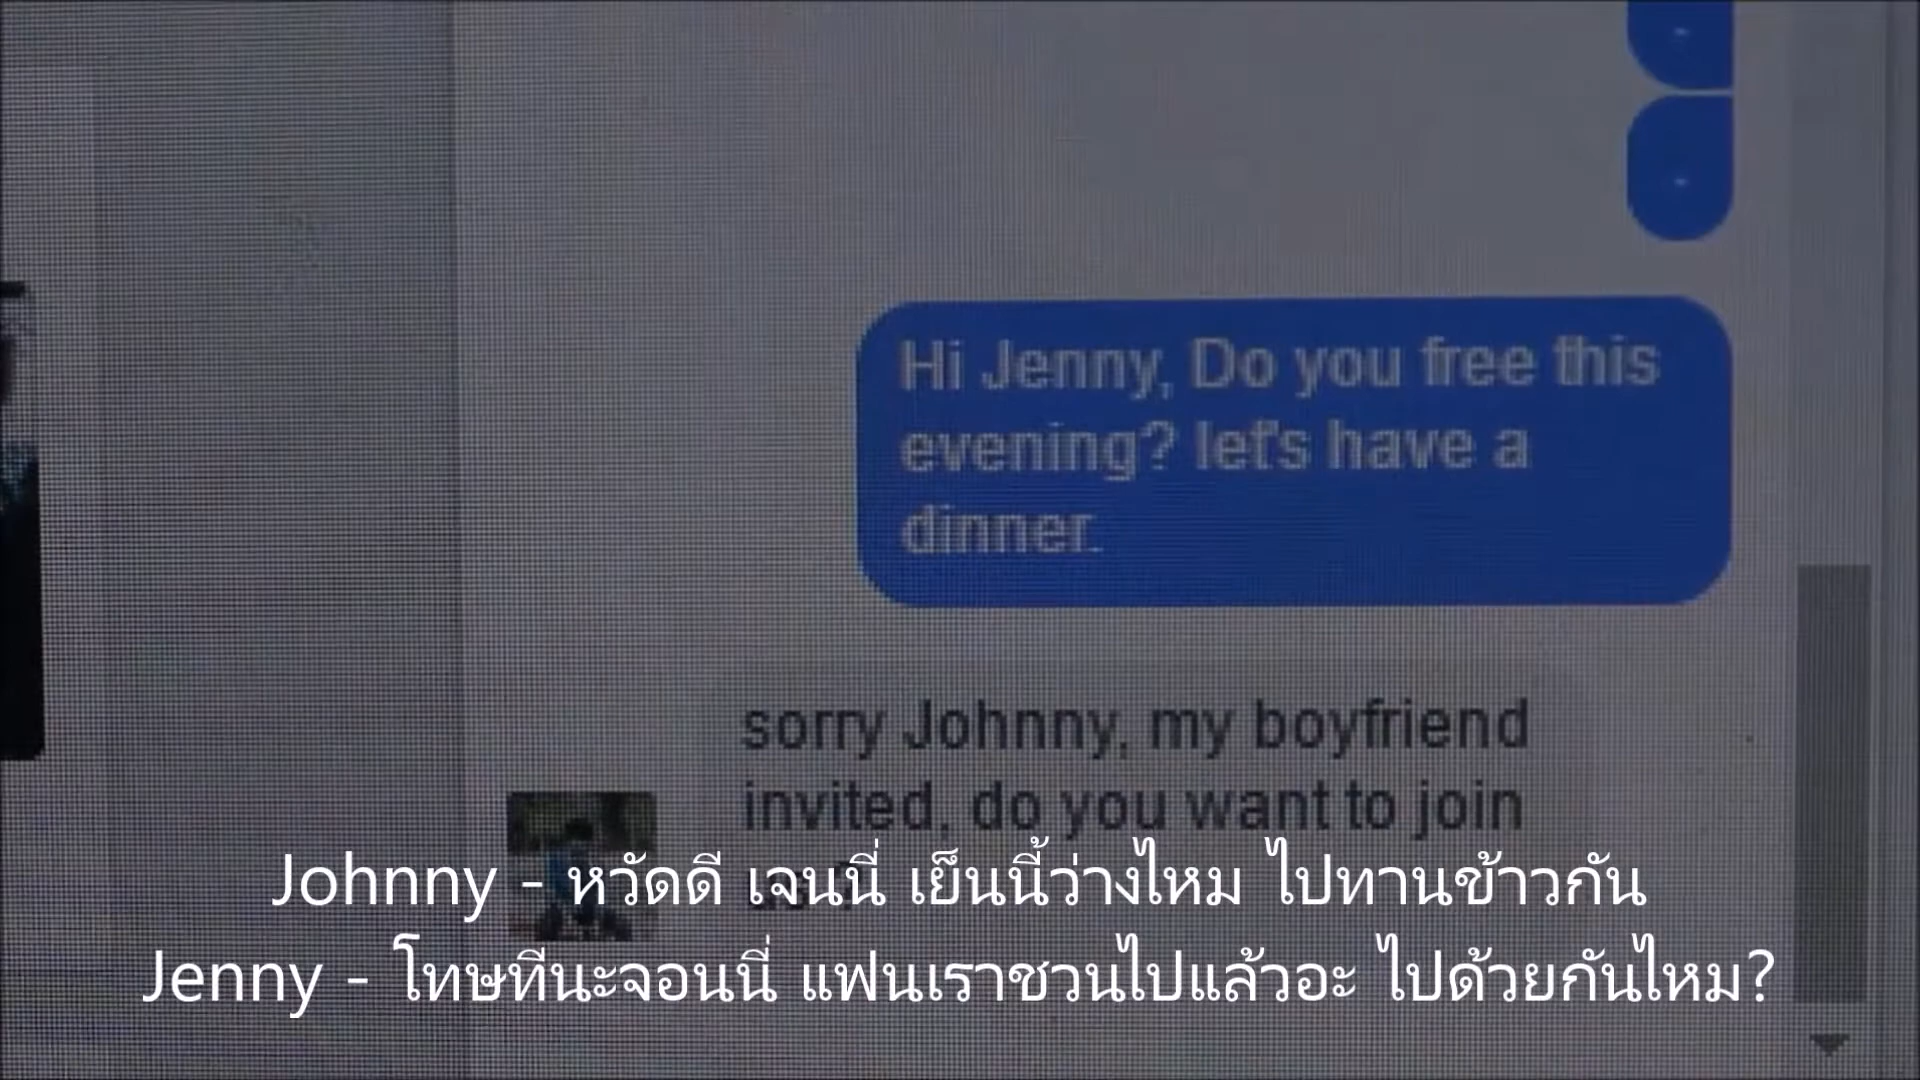 Hi Jenny, Do you free this
evening? let's have a
dinner.
sorry Johnny, my boyfriend
invited, do you want to join
Johnny - หวัดดี เจนนี่ เย็นนี้ว่างไหม ไปทานข้าวกัน
Jenny - โทษทีนะจอนนี่ แฟนเราชวนไปแล้วอะ ไปด้วยกันไหม?